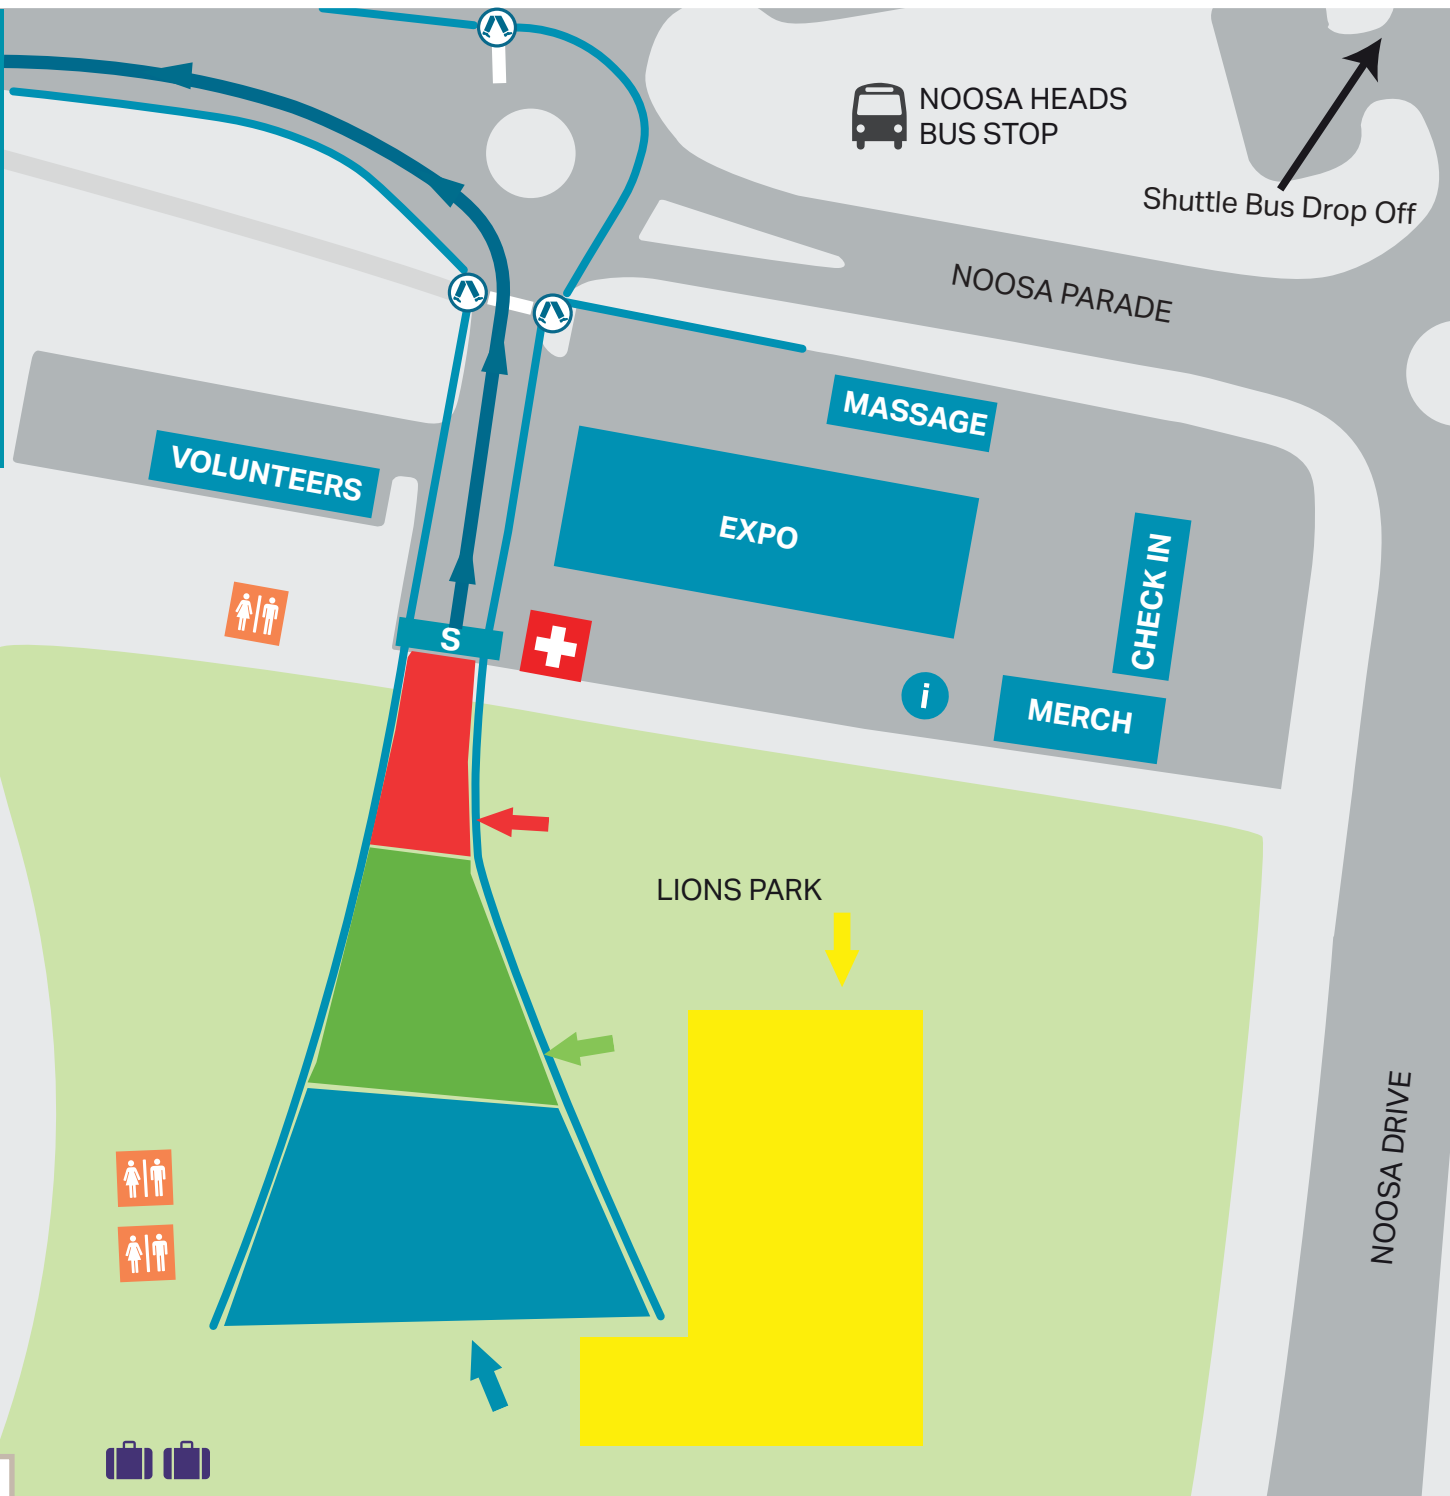 NOOSA HEADS
BUS STOP
Shuttle Bus Drop Off
NOOSA PARADE
MASSAGE
VOLUNTEERS
EXPO
CHECK IN
S
i
MERCH
LIONS PARK
NOOSA DRIVE